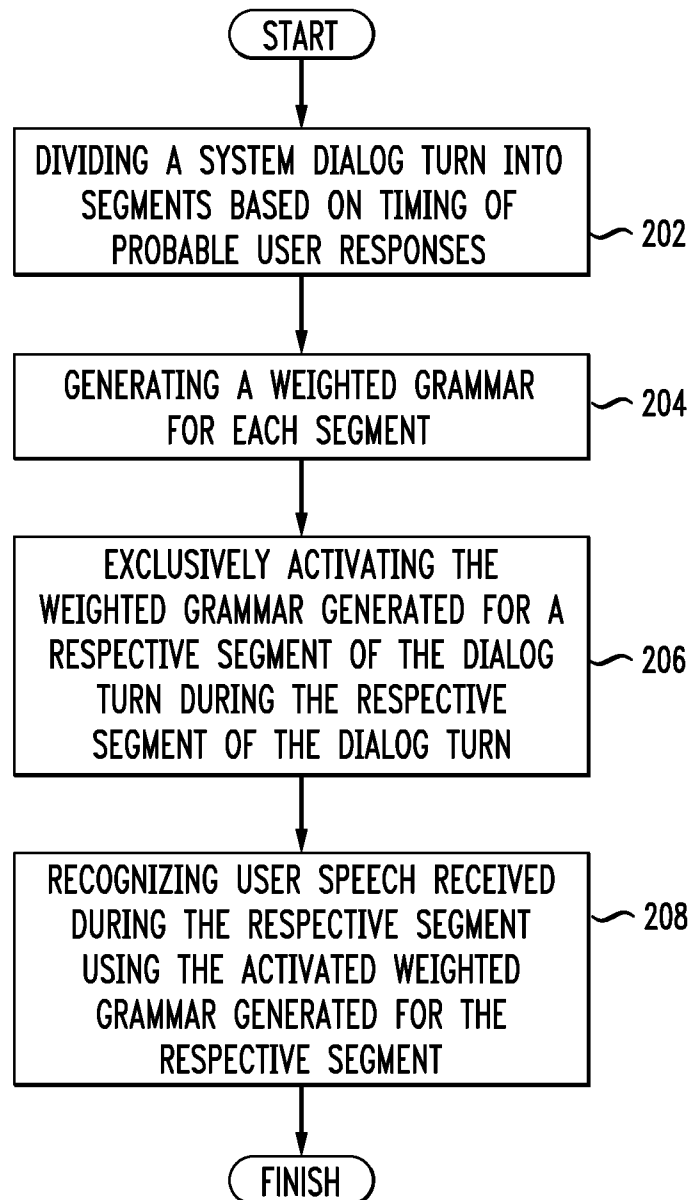 START
DIVIDING A SYSTEM DIALOG TURN INTO
SEGMENTS BASED ON TIMING OF
PROBABLE USER RESPONSES
202
GENERATING A WEIGHTED GRAMMAR
FOR EACH SEGMENT
204
EXCLUSIVELY ACTIVATING THE
WEIGHTED GRAMMAR GENERATED FOR A
RESPECTIVE SEGMENT OF THE DIALOG
TURN DURING THE RESPECTIVE
SEGMENT OF THE DIALOG TURN
206
RECOGNIZING USER SPEECH RECEIVED
DURING THE RESPECTIVE SEGMENT
USING THE ACTIVATED WEIGHTED
GRAMMAR GENERATED FOR THE
RESPECTIVE SEGMENT
208
FINISH